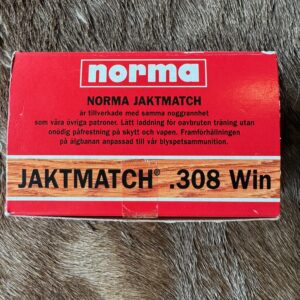 norma
NORMA JAKTMATCH
är tillverkade med samma noggrannhet
som våra övriga patroner. Lätt laddning för oavbruten träning utan
onödig påfrestning på skytt och vapen. Framförhållningen
på älgbanan anpassad till vår blyspetsammunition.
JAKTMATCH® .308 Win